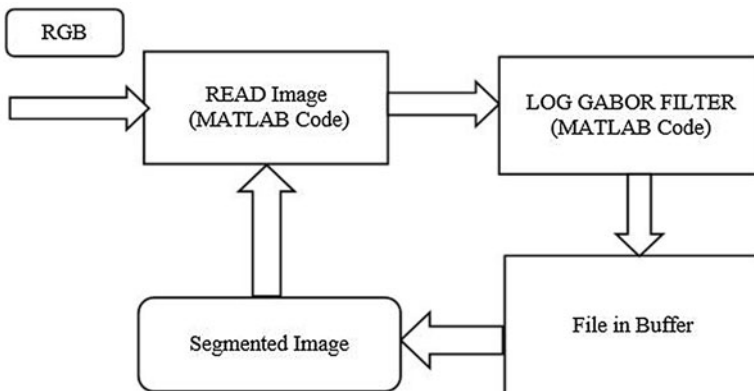 RGB
READ Image
(MATLAB Code)
LOG GABOR FILTER
(MATLAB Code)
File in Buffer
Segmented Image